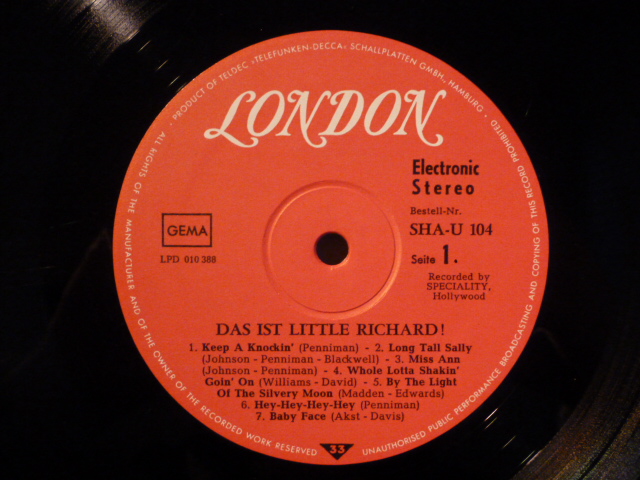 ALL RIGHTS OF THE MANUFACTURER AND OF THE OWNER OF THE RECORDED WORK RESERVED · PRODUCT OF TELDEC »TELEFUNKEN-DECCA« SCHALLPLATTEN GMBH., HAMBURG · UNAUTHORISED PUBLIC PERFORMANCE BROADCASTING AND COPYING OF THIS RECORD PROHIBITED
LONDON
Electronic
Stereo
Bestell-Nr.
GEMA
SHA-U 104
LPD 010 388
Seite 1.
Recorded by
SPECIALITY,
Hollywood
DAS IST LITTLE RICHARD!
1. Keep A Knockin' (Penniman) - 2. Long Tall Sally
(Johnson - Penniman - Blackwell) - 3. Miss Ann
(Johnson - Penniman) - 4. Whole Lotta Shakin'
Goin' On (Williams - David) - 5. By The Light
Of The Silvery Moon (Madden - Edwards)
6. Hey-Hey-Hey-Hey (Penniman)
7. Baby Face (Akst - Davis)
33